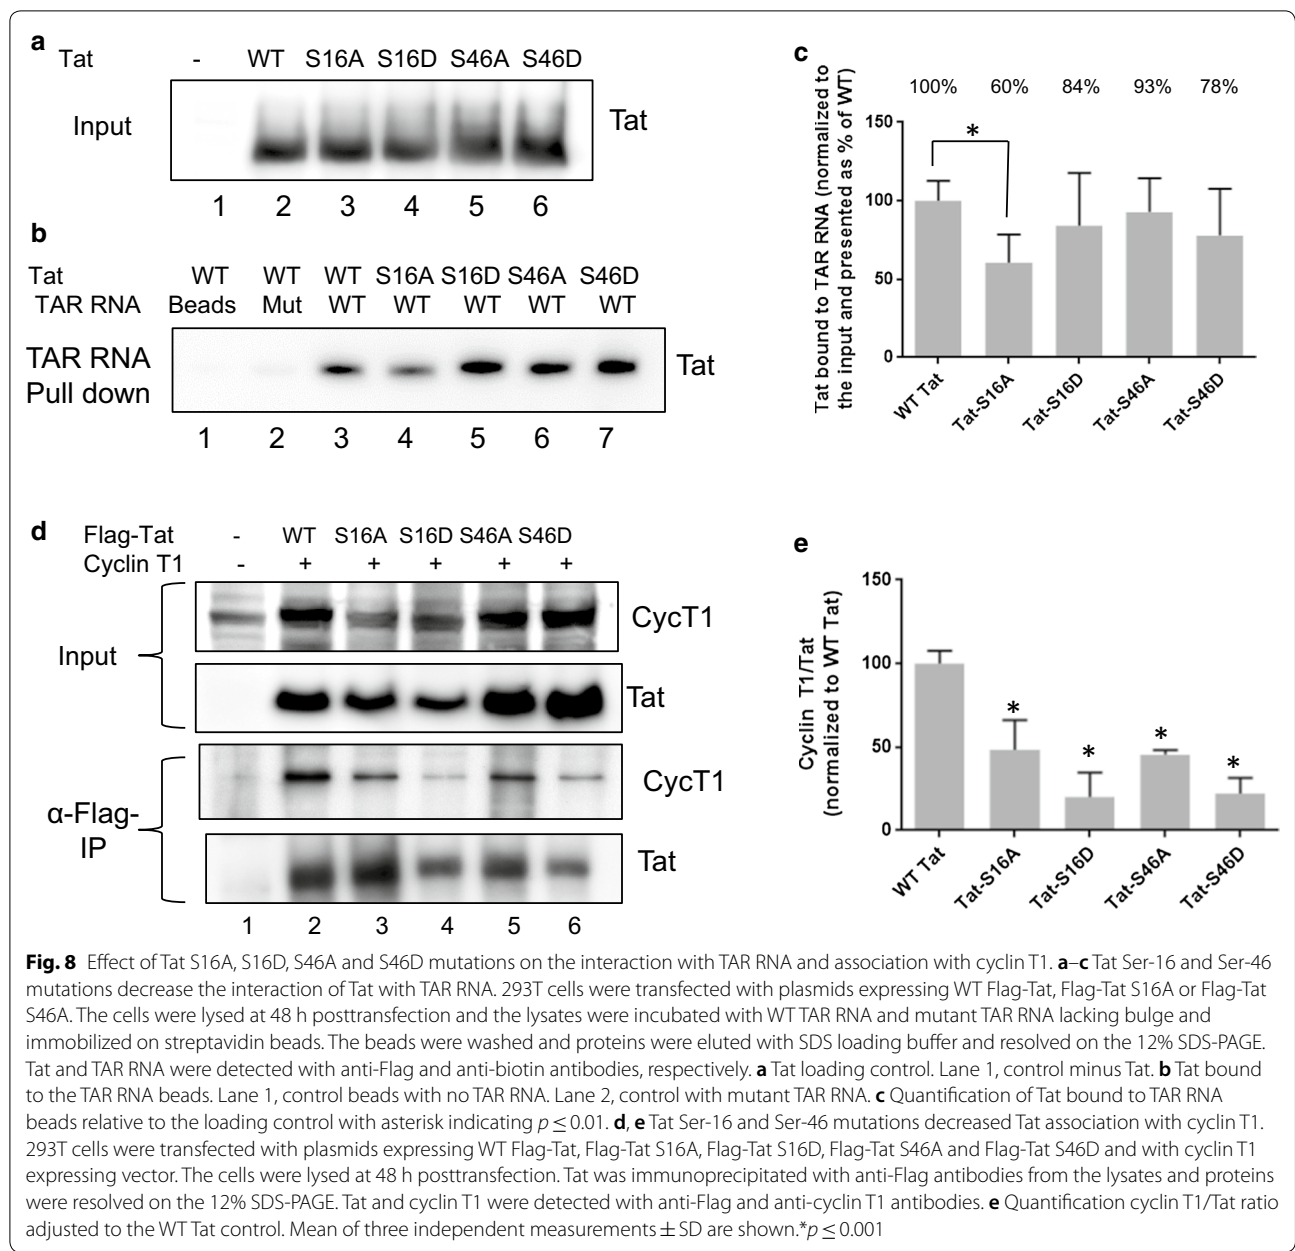 a
Tat - WT S16A S16D S46A S46D
Input
Tat
1 2 3 4 5 6
b
Tat WT WT WT S16A S16D S46A S46D
TAR RNA Beads Mut WT WT WT WT WT
TAR RNA
Pull down
Tat
1 2 3 4 5 6 7
c
100% 60% 84% 93% 78%
Tat bound to TAR RNA (normalized to
the input and presented as % of WT)
150
*
100
50
0
WT Tat
Tat-S16A
Tat-S16D
Tat-S46A
Tat-S46D
d
Flag-Tat - WT S16A S16D S46A S46D
Cyclin T1 - + + + + +
Input
CycT1
Tat
α-Flag-
IP
CycT1
Tat
1 2 3 4 5 6
e
Cyclin T1/Tat
(normalized to WT Tat)
150
100
50
0
* * * *
WT Tat
Tat-S16A
Tat-S16D
Tat-S46A
Tat-S46D
Fig. 8 Effect of Tat S16A, S16D, S46A and S46D mutations on the interaction with TAR RNA and association with cyclin T1. a–c Tat Ser-16 and Ser-46
mutations decrease the interaction of Tat with TAR RNA. 293T cells were transfected with plasmids expressing WT Flag-Tat, Flag-Tat S16A or Flag-Tat
S46A. The cells were lysed at 48 h posttransfection and the lysates were incubated with WT TAR RNA and mutant TAR RNA lacking bulge and
immobilized on streptavidin beads. The beads were washed and proteins were eluted with SDS loading buffer and resolved on the 12% SDS-PAGE.
Tat and TAR RNA were detected with anti-Flag and anti-biotin antibodies, respectively. a Tat loading control. Lane 1, control minus Tat. b Tat bound
to the TAR RNA beads. Lane 1, control beads with no TAR RNA. Lane 2, control with mutant TAR RNA. c Quantification of Tat bound to TAR RNA
beads relative to the loading control with asterisk indicating p ≤ 0.01. d, e Tat Ser-16 and Ser-46 mutations decreased Tat association with cyclin T1.
293T cells were transfected with plasmids expressing WT Flag-Tat, Flag-Tat S16A, Flag-Tat S16D, Flag-Tat S46A and Flag-Tat S46D and with cyclin T1
expressing vector. The cells were lysed at 48 h posttransfection. Tat was immunoprecipitated with anti-Flag antibodies from the lysates and proteins
were resolved on the 12% SDS-PAGE. Tat and cyclin T1 were detected with anti-Flag and anti-cyclin T1 antibodies. e Quantification cyclin T1/Tat ratio
adjusted to the WT Tat control. Mean of three independent measurements ± SD are shown.*p ≤ 0.001